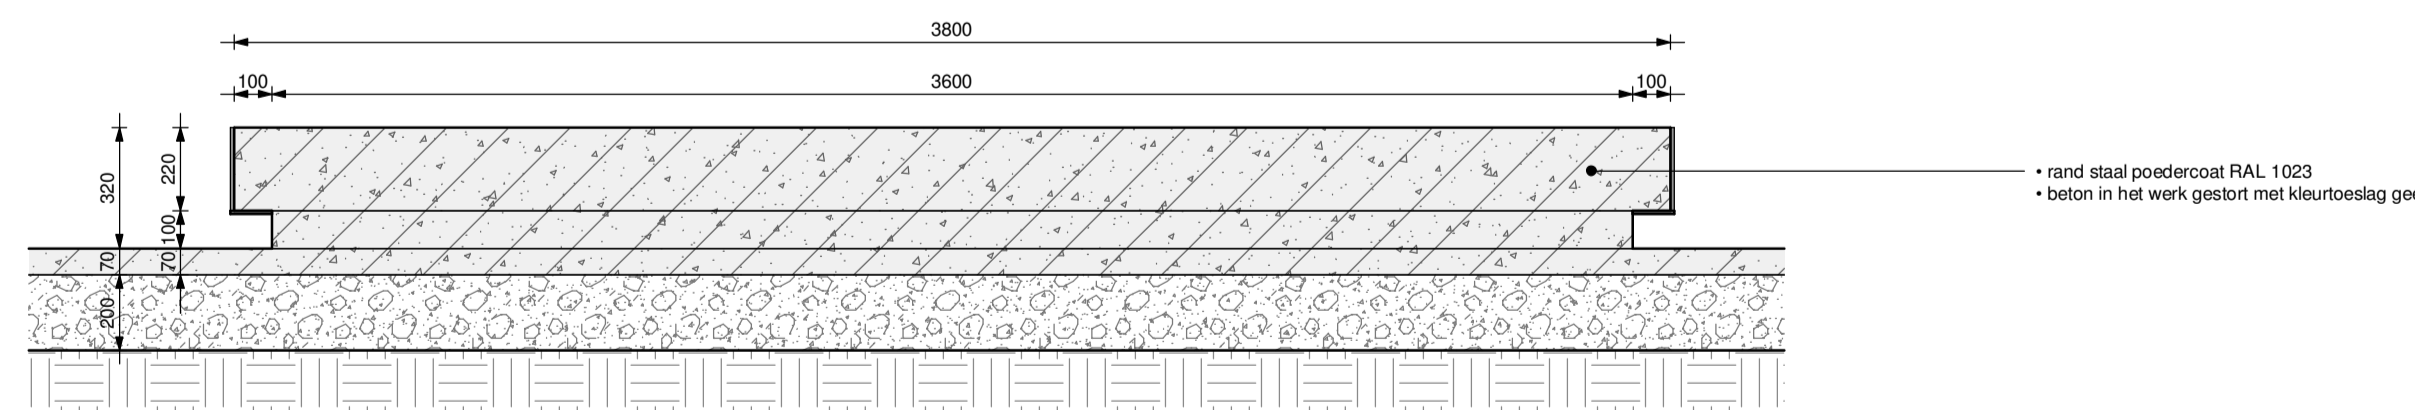 3800
100 3600 100
320 220
100
70 70
200
• rand staal poedercoat RAL 1023
• beton in het werk gestort met kleurtoeslag